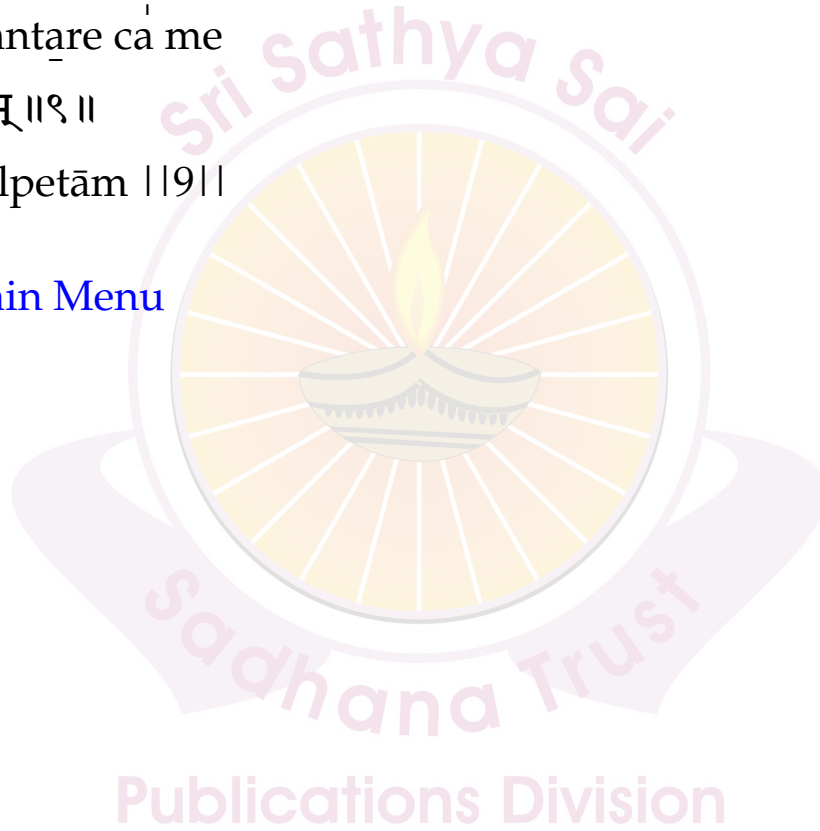 ntare ca̍ me
म् ॥९॥
lpetām ||9||
in Menu
Sri Sathya Sai
Sadhana Trust
Publications Division